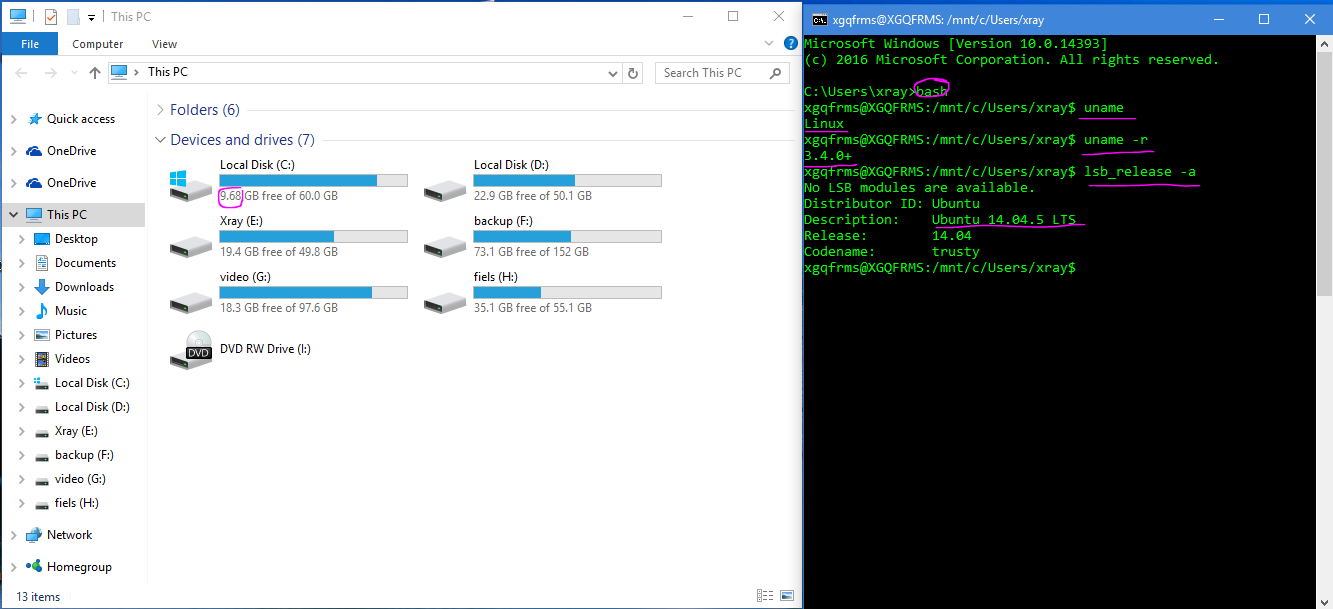 This PC
File
Computer
View
This PC
Search This PC
Quick access
OneDrive
OneDrive
This PC
Desktop
Documents
Downloads
Music
Pictures
Videos
Local Disk (C:)
Local Disk (D:)
Xray (E:)
backup (F:)
video (G:)
fiels (H:)
Network
Homegroup
Folders (6)
Devices and drives (7)
Local Disk (C:)
9.68 GB free of 60.0 GB
Local Disk (D:)
22.9 GB free of 50.1 GB
Xray (E:)
19.4 GB free of 49.8 GB
backup (F:)
73.1 GB free of 152 GB
video (G:)
18.3 GB free of 97.6 GB
fiels (H:)
35.1 GB free of 55.1 GB
DVD
DVD RW Drive (I:)
13 items
xgqfrms@XGQFRMS: /mnt/c/Users/xray
Microsoft Windows [Version 10.0.14393]
(c) 2016 Microsoft Corporation. All rights reserved.
C:\Users\xray>bash
xgqfrms@XGQFRMS:/mnt/c/Users/xray$ uname
Linux
xgqfrms@XGQFRMS:/mnt/c/Users/xray$ uname -r
3.4.0+
xgqfrms@XGQFRMS:/mnt/c/Users/xray$ lsb_release -a
No LSB modules are available.
Distributor ID: Ubuntu
Description: Ubuntu 14.04.5 LTS
Release: 14.04
Codename: trusty
xgqfrms@XGQFRMS:/mnt/c/Users/xray$